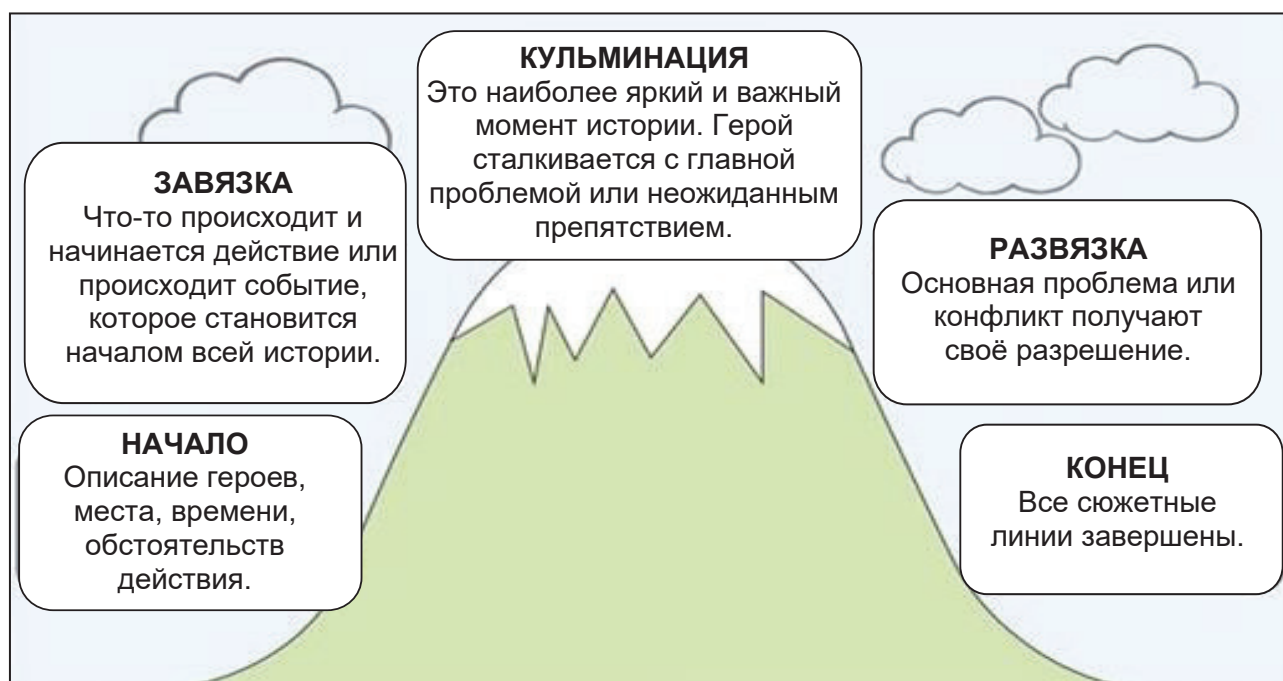 НАЧАЛО
Описание героев,
места, времени,
обстоятельств
действия.
ЗАВЯЗКА
Что-то происходит и
начинается действие или
происходит событие,
которое становится
началом всей истории.
КУЛЬМИНАЦИЯ
Это наиболее яркий и важный
момент истории. Герой
сталкивается с главной
проблемой или неожиданным
препятствием.
РАЗВЯЗКА
Основная проблема или
конфликт получают
своё разрешение.
КОНЕЦ
Все сюжетные
линии завершены.